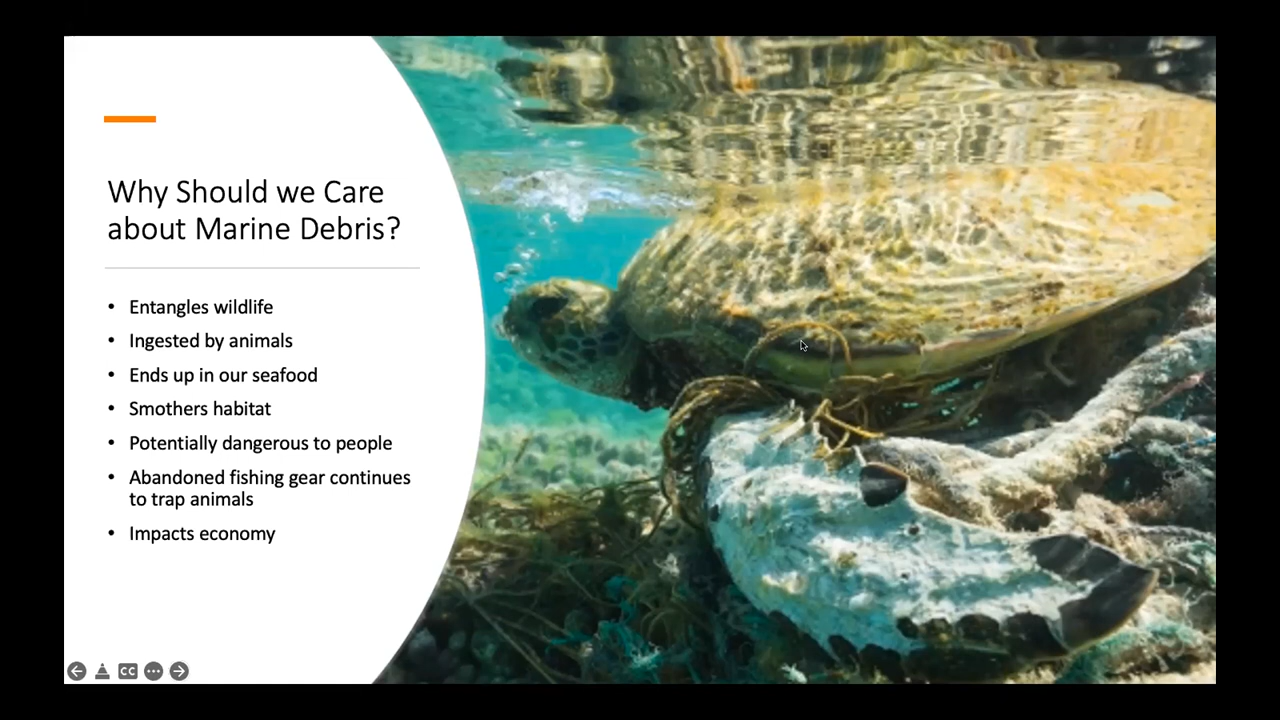 Why Should we Care
about Marine Debris?
• Entangles wildlife
• Ingested by animals
• Ends up in our seafood
• Smothers habitat
• Potentially dangerous to people
• Abandoned fishing gear continues
to trap animals
• Impacts economy
CC